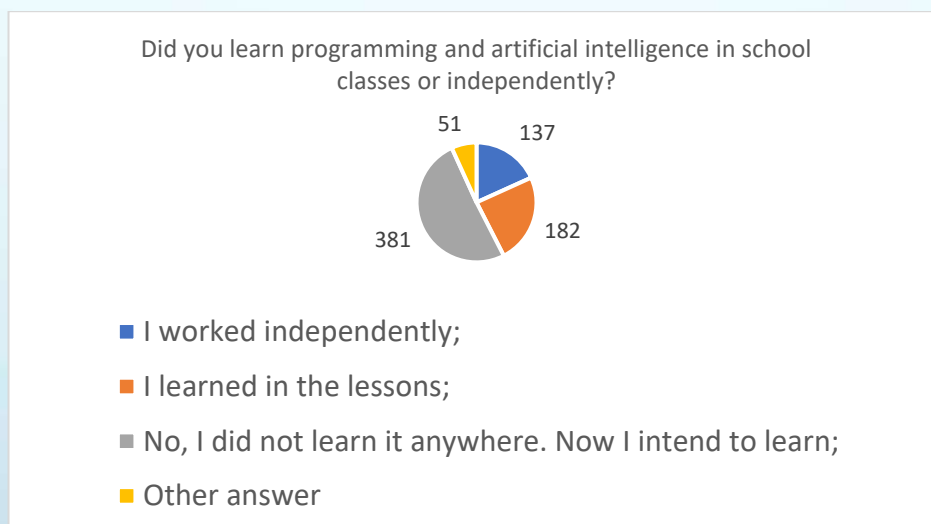 Did you learn programming and artificial intelligence in school
classes or independently?
51
137
381
182
I worked independently;
I learned in the lessons;
No, I did not learn it anywhere. Now I intend to learn;
Other answer